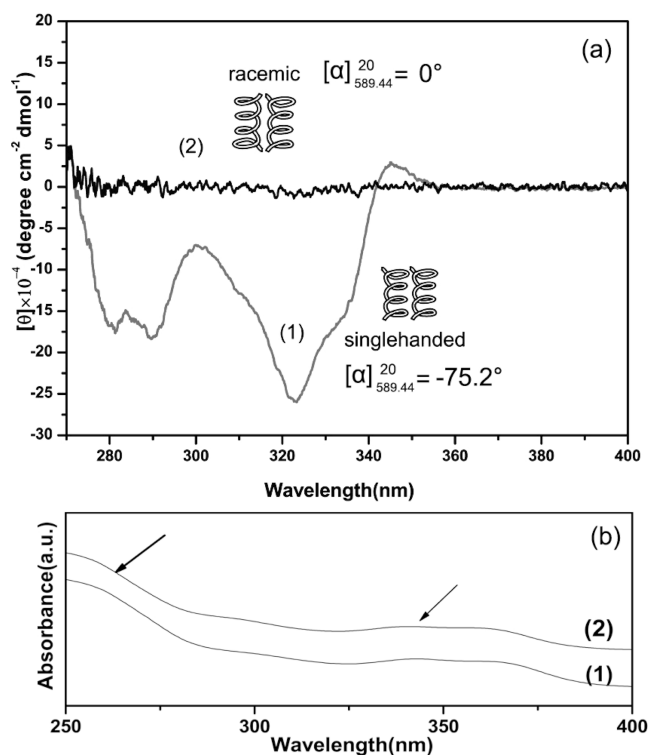 (a)
20
15
10
5
0
-5
-10
-15
-20
-25
-30
[θ]×10⁻⁴ (degree cm⁻² dmol⁻¹)
racemic
[α]²⁰₅₈₉.₄₄= 0°
(2)
(1)
singlehanded
[α]²⁰₅₈₉.₄₄= -75.2°
280 300 320 340 360 380 400
Wavelength(nm)
(b)
Absorbance(a.u.)
(2)
(1)
250 300 350 400
Wavelength(nm)